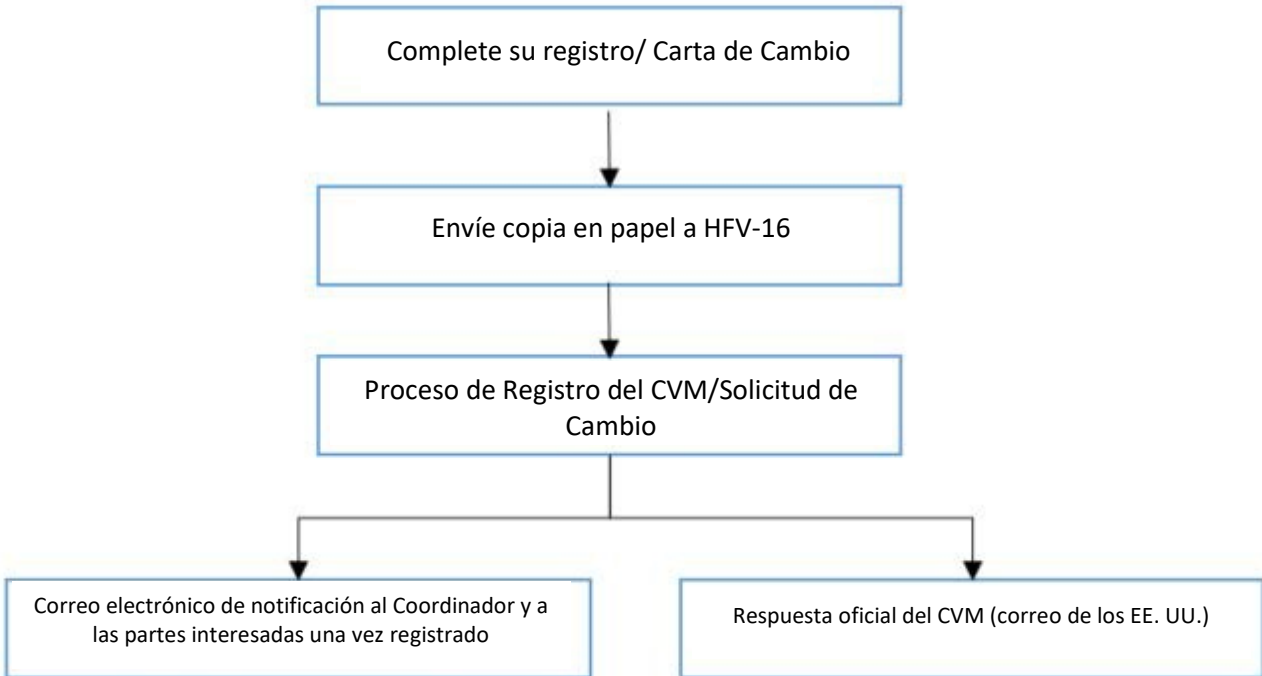 Complete su registro/ Carta de Cambio
Envíe copia en papel a HFV-16
Proceso de Registro del CVM/Solicitud de
Cambio
Correo electrónico de notificación al Coordinador y a
las partes interesadas una vez registrado
Respuesta oficial del CVM (correo de los EE. UU.)